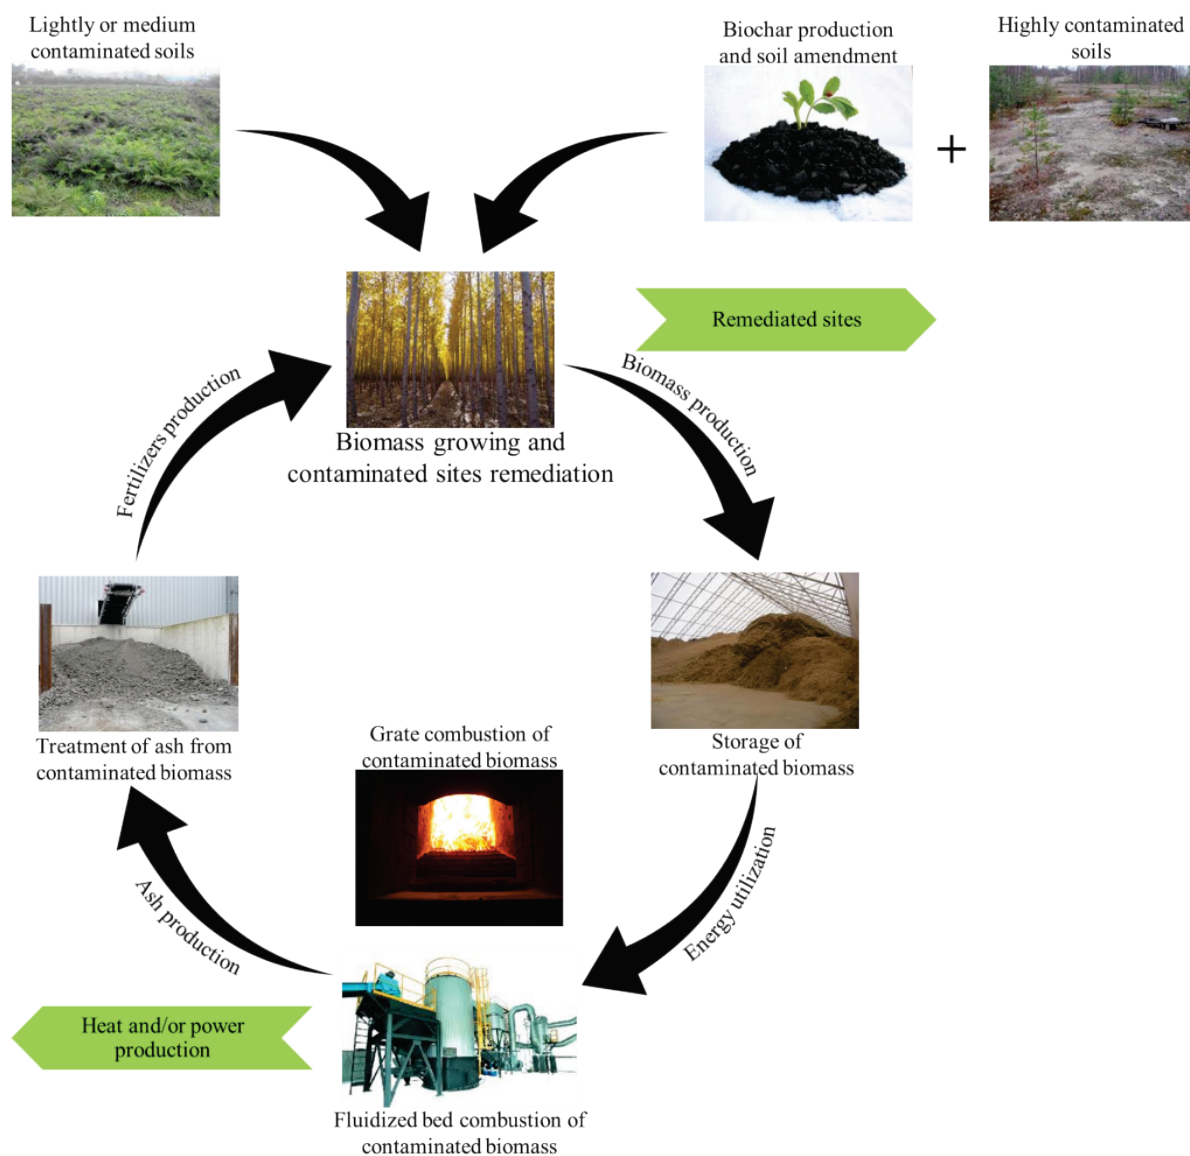 Lightly or medium
contaminated soils
Biochar production
and soil amendment
Highly contaminated
soils
+
Remediated sites
Biomass growing and
contaminated sites remediation
Biomass production
Fertilizers production
Storage of
contaminated biomass
Treatment of ash from
contaminated biomass
Grate combustion of
contaminated biomass
Energy utilization
Ash production
Heat and/or power
production
Fluidized bed combustion of
contaminated biomass